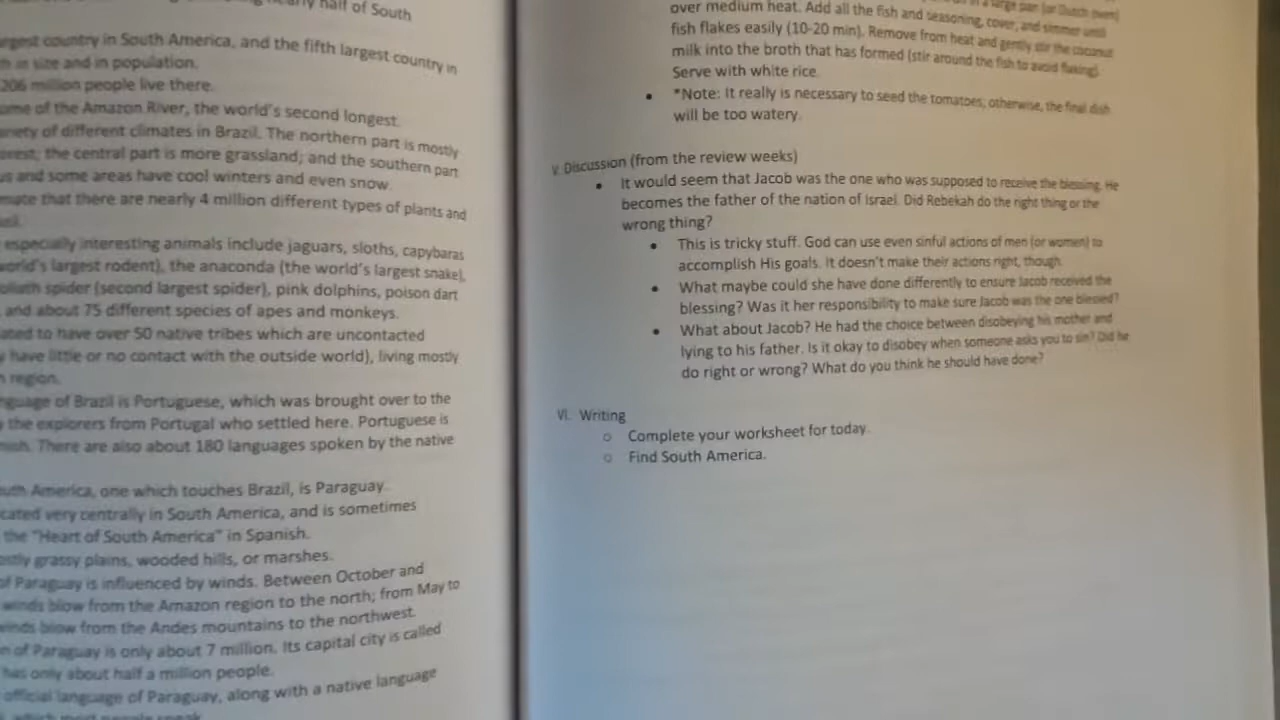 nearly half of South
largest country in South America, and the fifth largest country in
in size and in population.
206 million people live there.
of the Amazon River, the world's second longest.
variety of different climates in Brazil. The northern part is mostly
the central part is more grassland; and the southern part
and some areas have cool winters and even snow.
that there are nearly 4 million different types of plants and
especially interesting animals include jaguars, sloths, capybaras
world's largest rodent), the anaconda (the world's largest snake),
spider (second largest spider), pink dolphins, poison dart
and about 75 different species of apes and monkeys.
to have over 50 native tribes which are uncontacted
have little or no contact with the outside world), living mostly
region.
language of Brazil is Portuguese, which was brought over to the
the explorers from Portugal who settled here. Portuguese is
There are also about 180 languages spoken by the native
South America, one which touches Brazil, is Paraguay.
very centrally in South America, and is sometimes
the "Heart of South America" in Spanish.
mostly grassy plains, wooded hills, or marshes.
of Paraguay is influenced by winds. Between October and
winds blow from the Amazon region to the north; from May to
winds blow from the Andes mountains to the northwest.
of Paraguay is only about 7 million. Its capital city is called
has only about half a million people.
official language of Paraguay, along with a native language
which most people speak.
in a large pan (or Dutch oven)
over medium heat. Add all the fish and seasoning, cover, and simmer until
fish flakes easily (10-20 min). Remove from heat and gently stir the coconut
milk into the broth that has formed (stir around the fish to avoid flaking).
Serve with white rice.
• *Note: It really is necessary to seed the tomatoes; otherwise, the final dish
will be too watery.
V. Discussion (from the review weeks)
• It would seem that Jacob was the one who was supposed to receive the blessing. He
becomes the father of the nation of Israel. Did Rebekah do the right thing or the
wrong thing?
• This is tricky stuff. God can use even sinful actions of men (or women) to
accomplish His goals. It doesn't make their actions right, though.
• What maybe could she have done differently to ensure Jacob received the
blessing? Was it her responsibility to make sure Jacob was the one blessed?
• What about Jacob? He had the choice between disobeying his mother and
lying to his father. Is it okay to disobey when someone asks you to sin? Did he
do right or wrong? What do you think he should have done?
VI. Writing
○ Complete your worksheet for today.
○ Find South America.